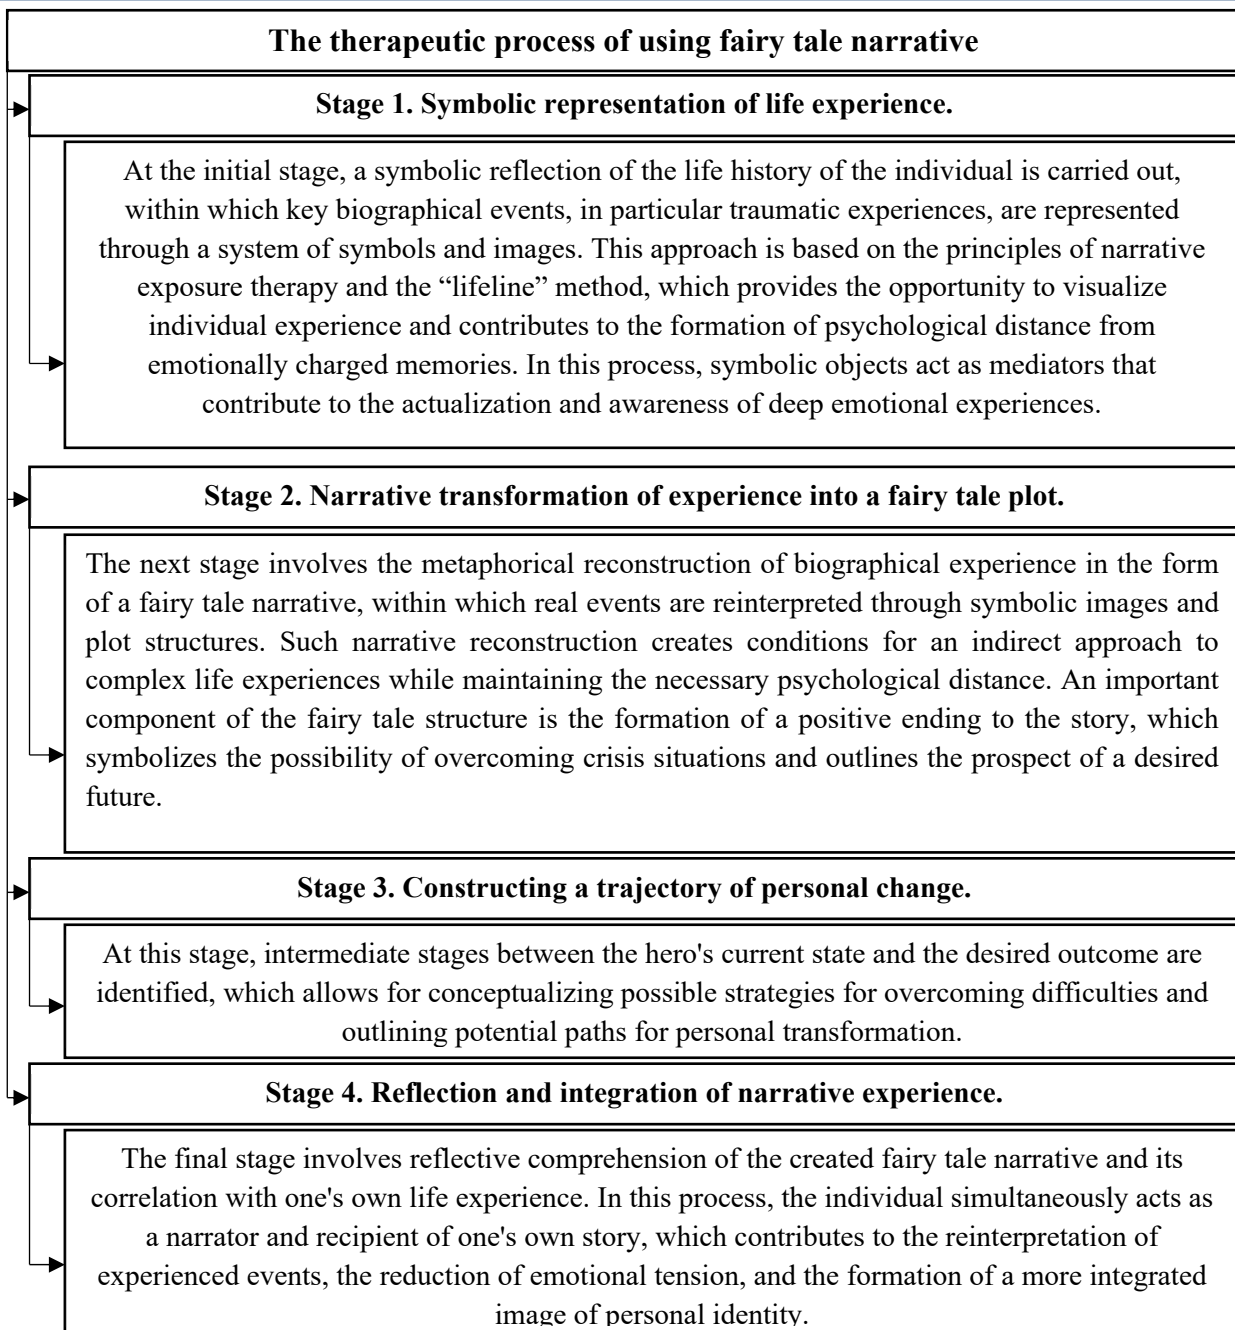 The therapeutic process of using fairy tale narrative
Stage 1. Symbolic representation of life experience.
At the initial stage, a symbolic reflection of the life history of the individual is carried out,
within which key biographical events, in particular traumatic experiences, are represented
through a system of symbols and images. This approach is based on the principles of narrative
exposure therapy and the “lifeline” method, which provides the opportunity to visualize
individual experience and contributes to the formation of psychological distance from
emotionally charged memories. In this process, symbolic objects act as mediators that
contribute to the actualization and awareness of deep emotional experiences.
Stage 2. Narrative transformation of experience into a fairy tale plot.
The next stage involves the metaphorical reconstruction of biographical experience in the form
of a fairy tale narrative, within which real events are reinterpreted through symbolic images and
plot structures. Such narrative reconstruction creates conditions for an indirect approach to
complex life experiences while maintaining the necessary psychological distance. An important
component of the fairy tale structure is the formation of a positive ending to the story, which
symbolizes the possibility of overcoming crisis situations and outlines the prospect of a desired
future.
Stage 3. Constructing a trajectory of personal change.
At this stage, intermediate stages between the hero's current state and the desired outcome are
identified, which allows for conceptualizing possible strategies for overcoming difficulties and
outlining potential paths for personal transformation.
Stage 4. Reflection and integration of narrative experience.
The final stage involves reflective comprehension of the created fairy tale narrative and its
correlation with one's own life experience. In this process, the individual simultaneously acts as
a narrator and recipient of one's own story, which contributes to the reinterpretation of
experienced events, the reduction of emotional tension, and the formation of a more integrated
image of personal identity.